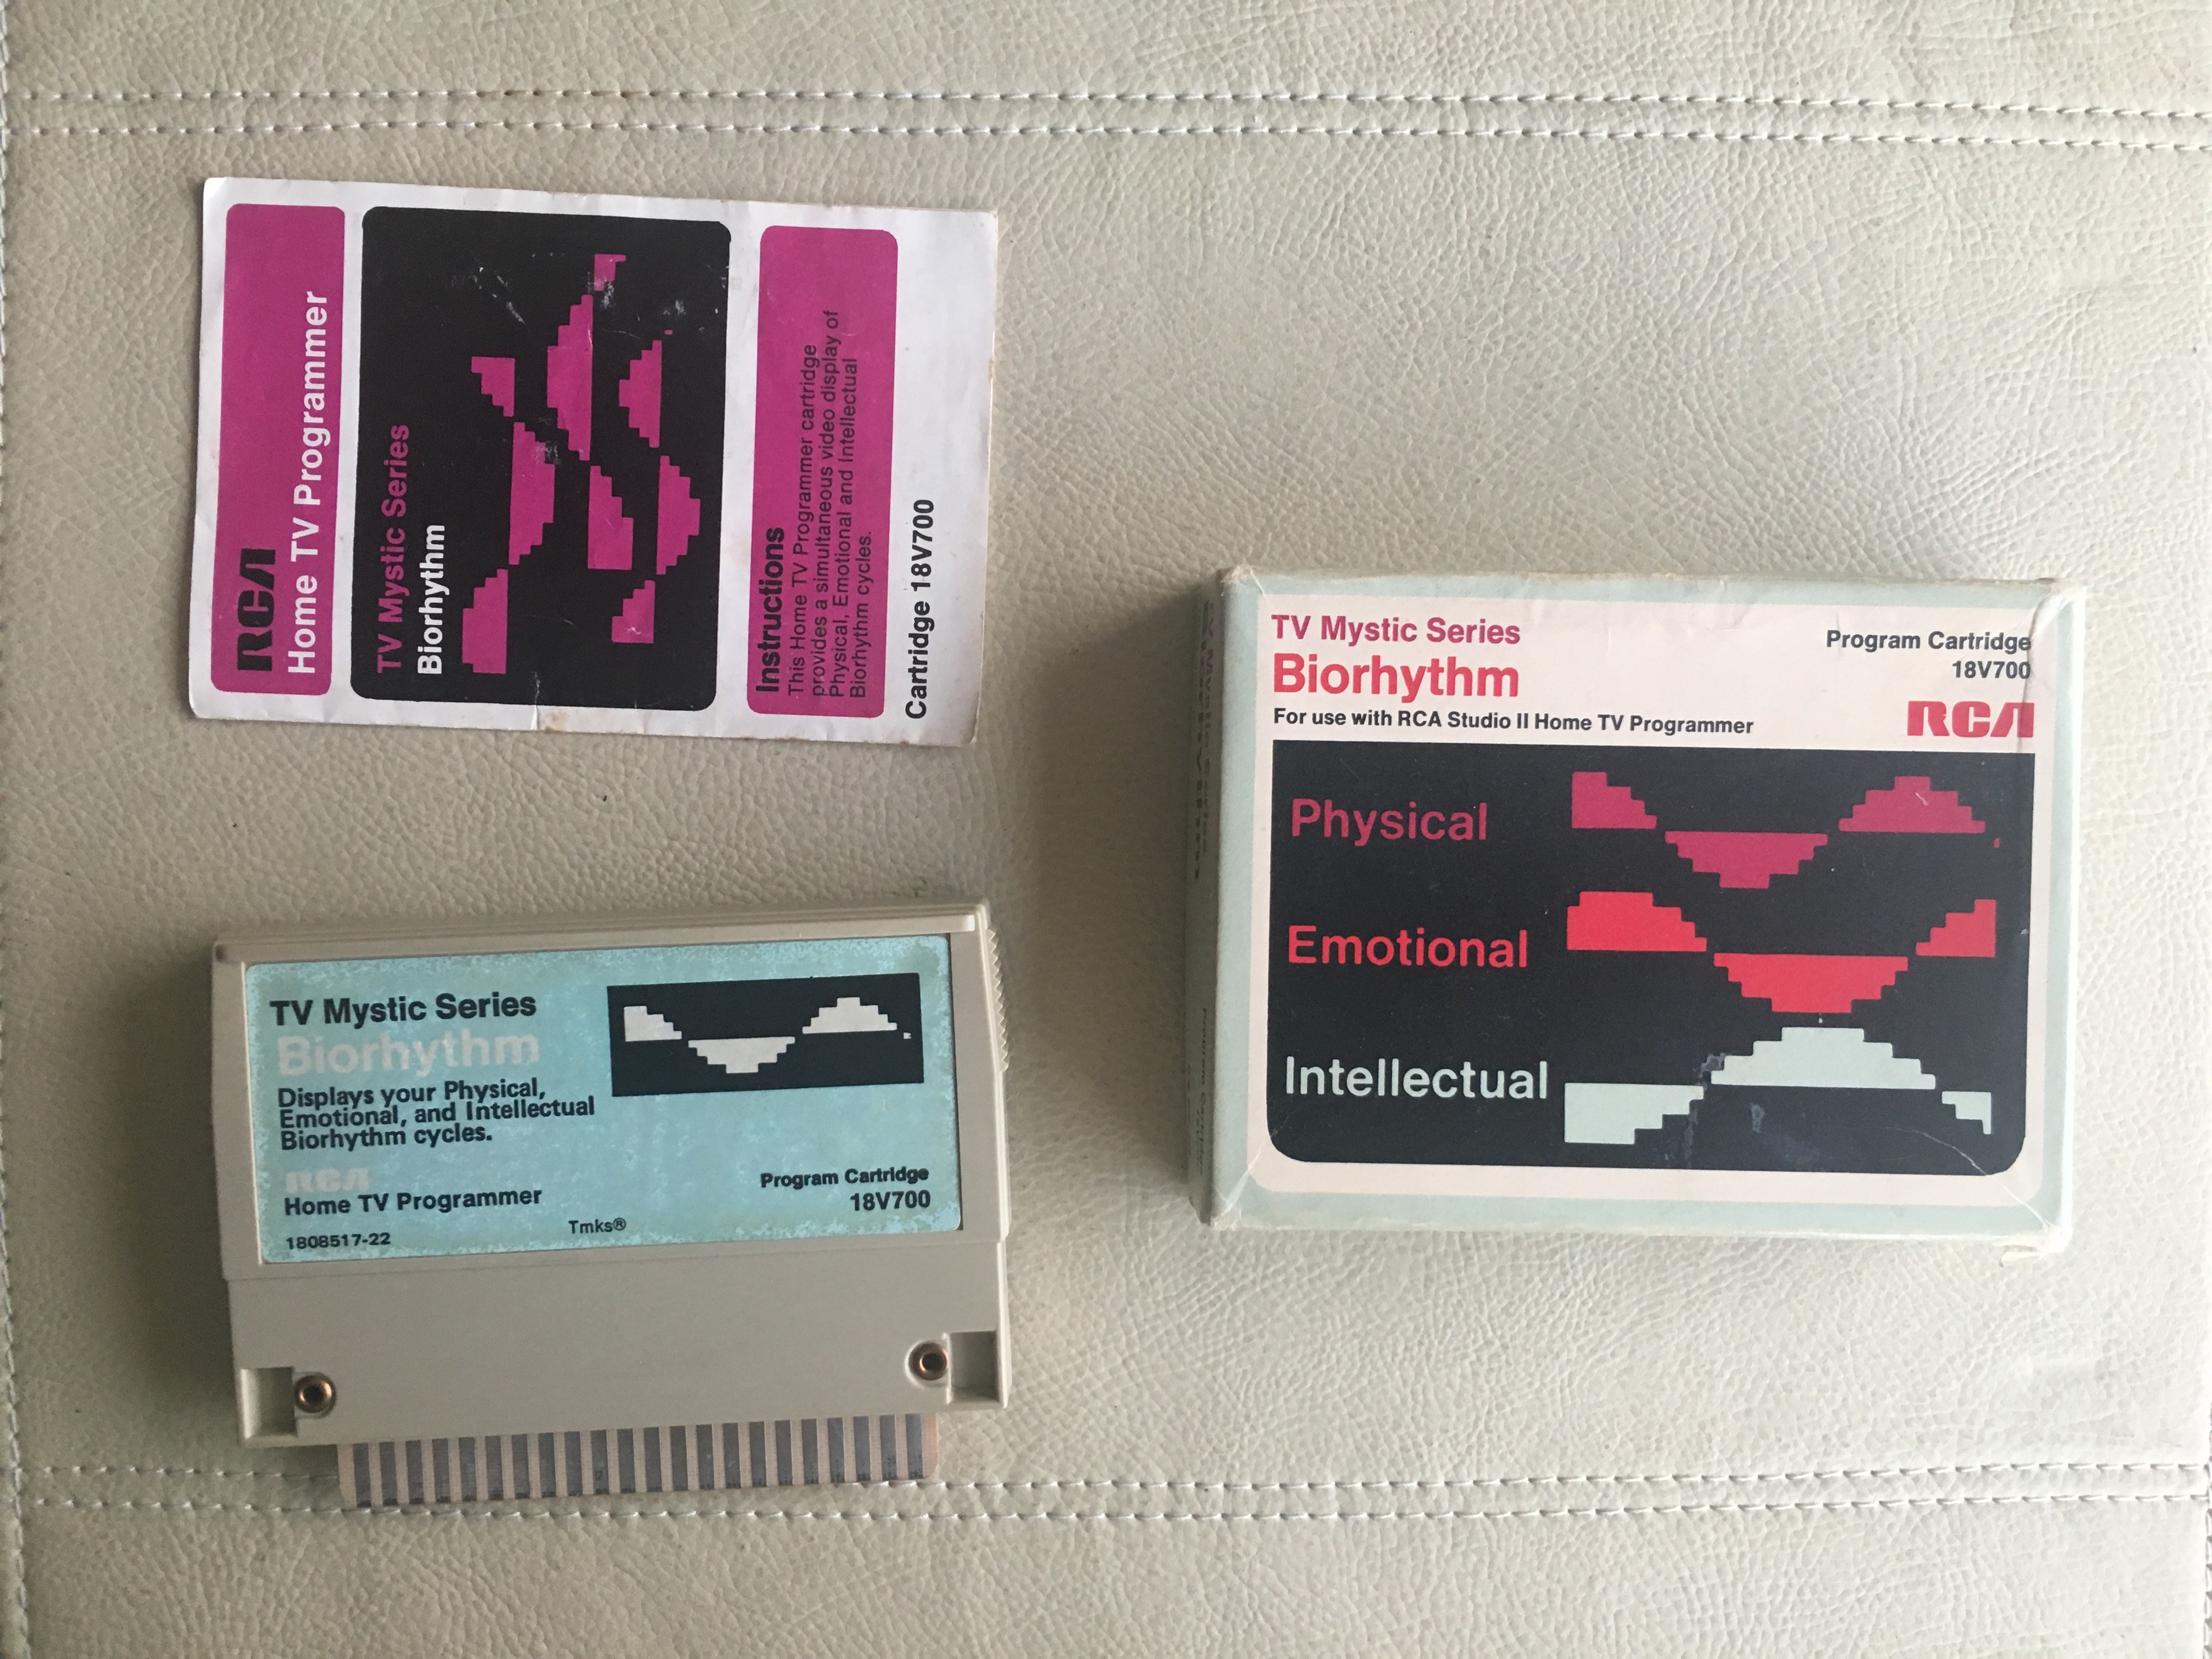 RCA
Home TV Programmer
TV Mystic Series
Biorhythm
Instructions
This Home TV Programmer cartridge
provides a simultaneous video display of
Physical, Emotional and Intellectual
Biorhythm cycles.
Cartridge 18V700
TV Mystic Series
Biorhythm
Displays your Physical,
Emotional, and Intellectual
Biorhythm cycles.
RCA
Home TV Programmer
Program Cartridge
18V700
Tmks®
1808517-22
TV Mystic Series
Biorhythm
For use with RCA Studio II Home TV Programmer
Program Cartridge
18V700
RCA
Physical
Emotional
Intellectual